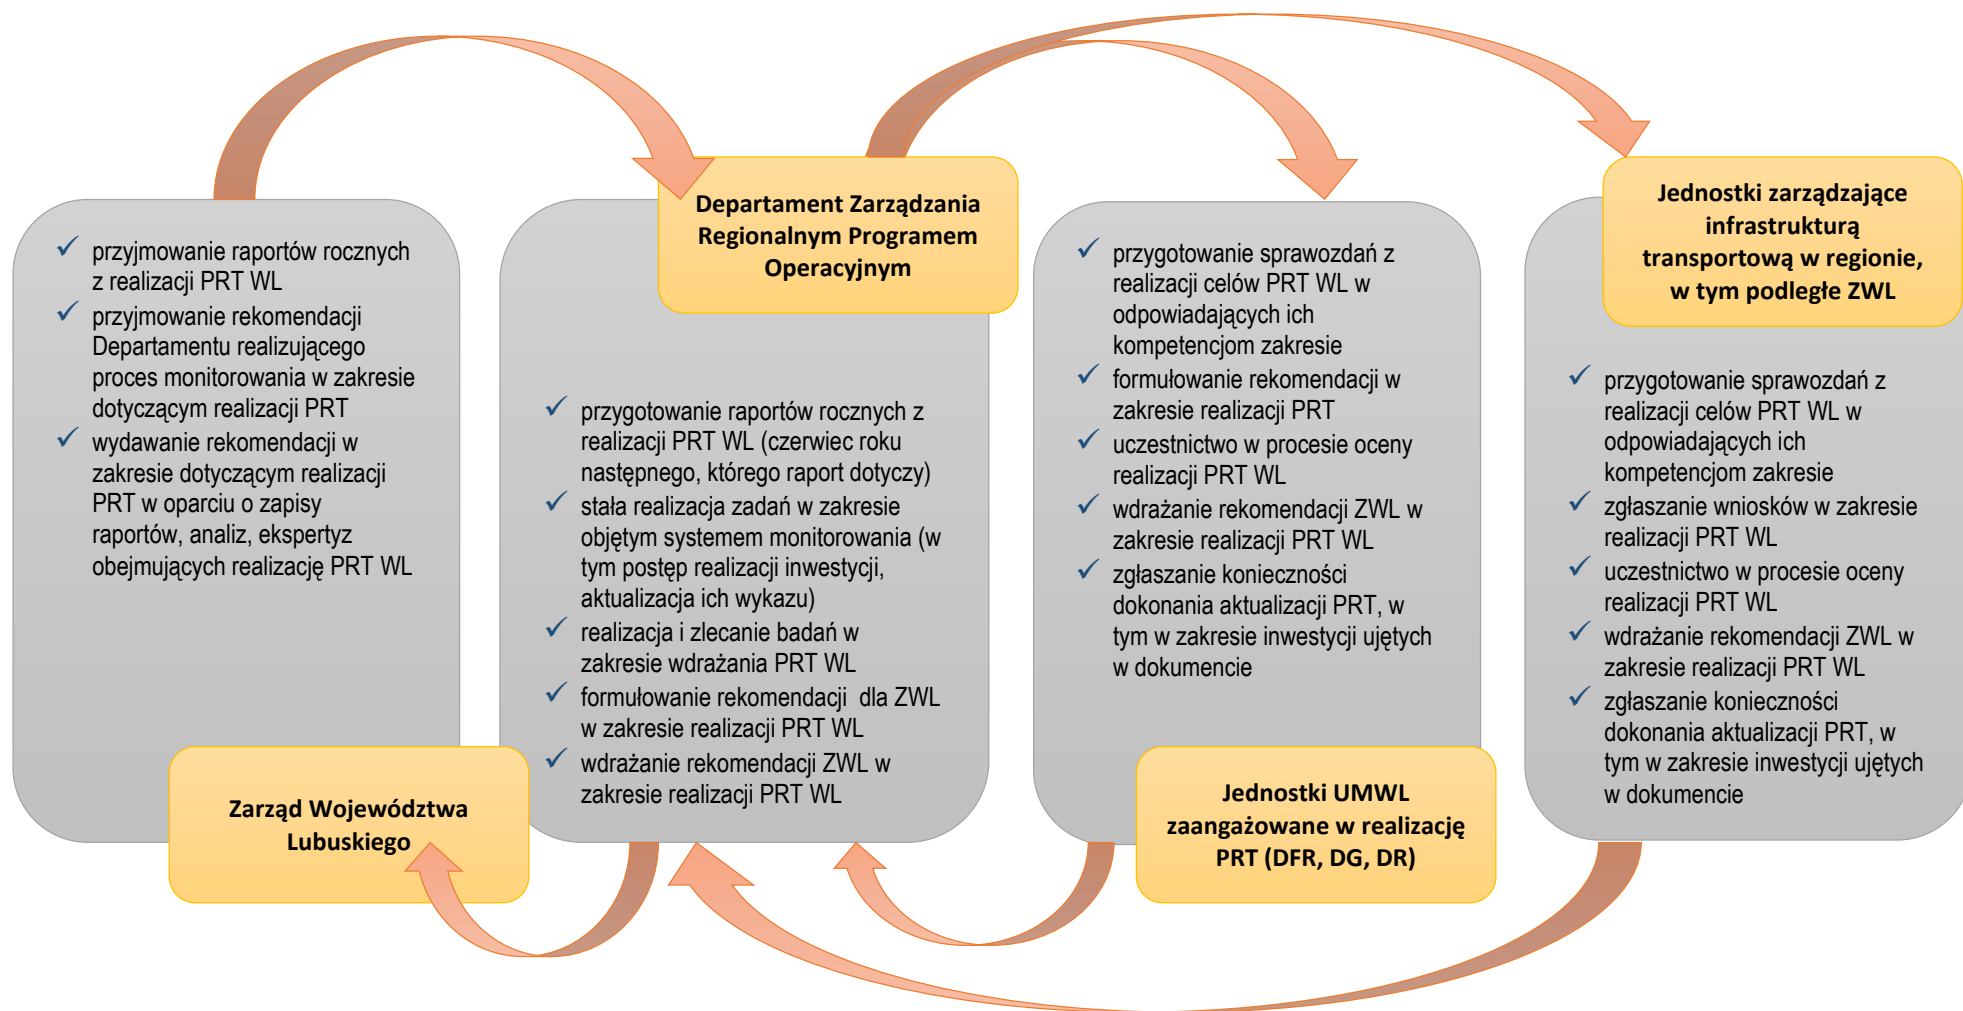 przyjmowanie raportów rocznych
z realizacji PRT WL
przyjmowanie rekomendacji
Departamentu realizującego
proces monitorowania w zakresie
dotyczącym realizacji PRT
wydawanie rekomendacji w
zakresie dotyczącym realizacji
PRT w oparciu o zapisy
raportów, analiz, ekspertyz
obejmujących realizację PRT WL
Zarząd Województwa
Lubuskiego
Departament Zarządzania
Regionalnym Programem
Operacyjnym
przygotowanie raportów rocznych z
realizacji PRT WL (czerwiec roku
następnego, którego raport dotyczy)
stała realizacja zadań w zakresie
objętym systemem monitorowania (w
tym postęp realizacji inwestycji,
aktualizacja ich wykazu)
realizacja i zlecanie badań w
zakresie wdrażania PRT WL
formułowanie rekomendacji dla ZWL
w zakresie realizacji PRT WL
wdrażanie rekomendacji ZWL w
zakresie realizacji PRT WL
przygotowanie sprawozdań z
realizacji celów PRT WL w
odpowiadających ich
kompetencjom zakresie
formułowanie rekomendacji w
zakresie realizacji PRT
uczestnictwo w procesie oceny
realizacji PRT WL
wdrażanie rekomendacji ZWL w
zakresie realizacji PRT WL
zgłaszanie konieczności
dokonania aktualizacji PRT, w
tym w zakresie inwestycji ujętych
w dokumencie
Jednostki UMWL
zaangażowane w realizację
PRT (DFR, DG, DR)
Jednostki zarządzające
infrastrukturą
transportową w regionie,
w tym podległe ZWL
przygotowanie sprawozdań z
realizacji celów PRT WL w
odpowiadających ich
kompetencjom zakresie
zgłaszanie wniosków w zakresie
realizacji PRT WL
uczestnictwo w procesie oceny
realizacji PRT WL
wdrażanie rekomendacji ZWL w
zakresie realizacji PRT WL
zgłaszanie konieczności
dokonania aktualizacji PRT, w
tym w zakresie inwestycji ujętych
w dokumencie